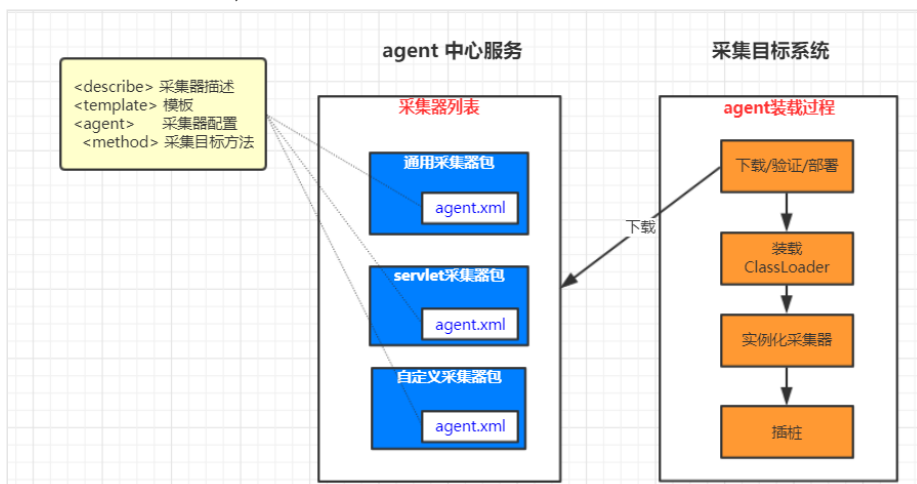 agent 中心服务
采集目标系统
<describe> 采集器描述
<template> 模板
<agent> 采集器配置
<method> 采集目标方法
采集器列表
通用采集器包
agent.xml
servlet采集器包
agent.xml
自定义采集器包
agent.xml
下载
agent装载过程
下载/验证/部署
装载
ClassLoader
实例化采集器
插桩